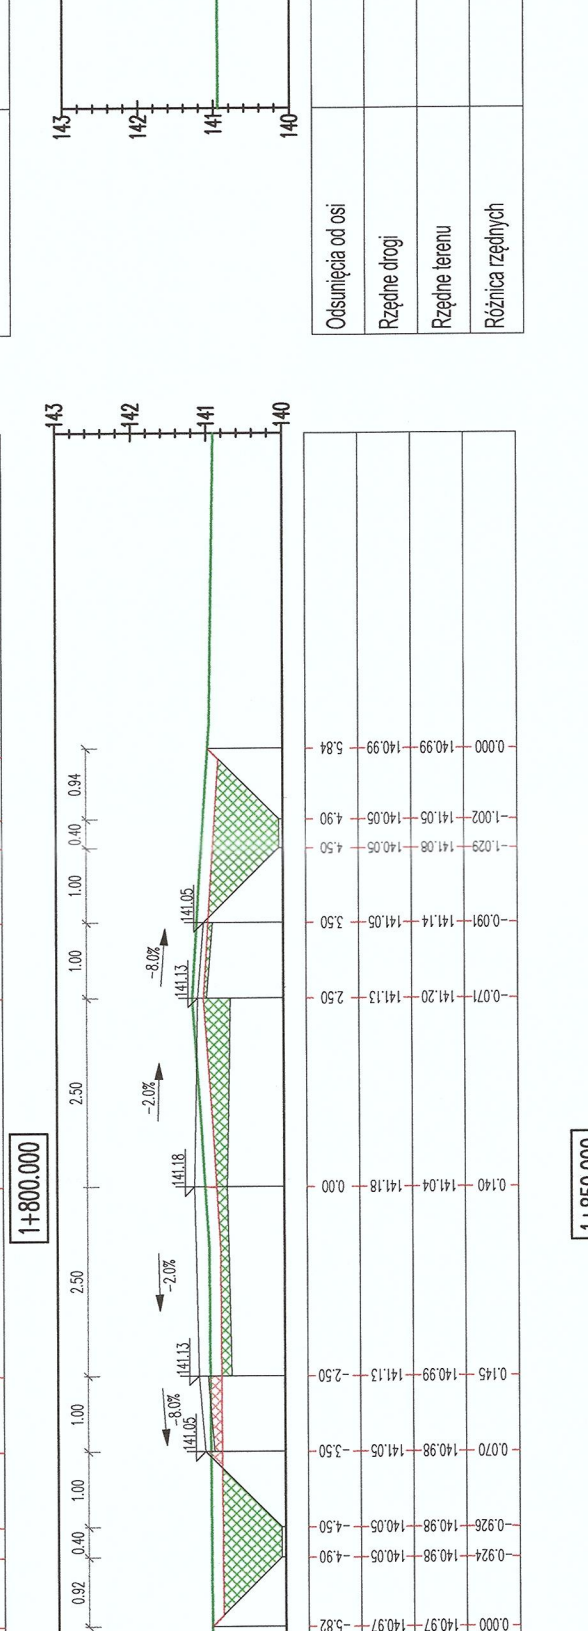 143
142
141
140
Odsunięcia od osi
Rzędne drogi
Rzędne terenu
Różnica rzędnych
1+800.000
143
142
141
140
0.92 0.40 1.00 1.00 2.50 2.50 1.00 1.00 0.40 0.94
-8.0% -2.0% -2.0% -8.0%
141.05 141.13 141.18 141.13 141.05
-5.82 -4.90 -4.50 -3.50 -2.50 0.00 2.50 3.50 4.50 4.90 5.84
140.97 140.05 140.05 141.05 141.13 141.18 141.13 141.05 140.05 140.05 140.99
140.97 140.98 140.98 140.98 140.99 141.04 141.20 141.14 141.08 141.05 140.99
0.000 -0.924 -0.926 0.070 0.145 0.140 -0.071 -0.091 -1.029 -1.002 0.000
1+850.000